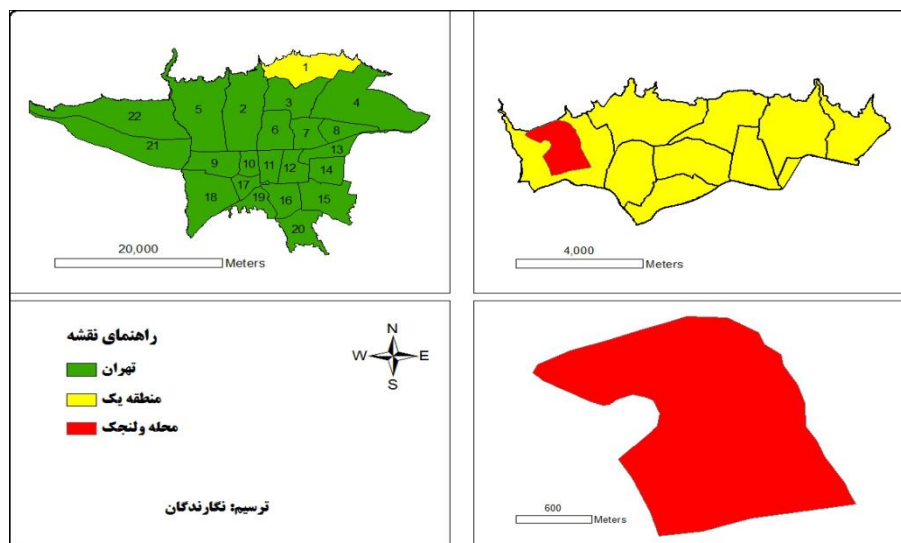 1
2
3
4
5
6
7
8
9
10
11
12
13
14
15
16
17
18
19
20
21
22
20,000
Meters
4,000
Meters
راهنمای نقشه
تهران
منطقه یک
محله ولنجک
N
W E
S
ترسیم: نگارندگان
600
Meters